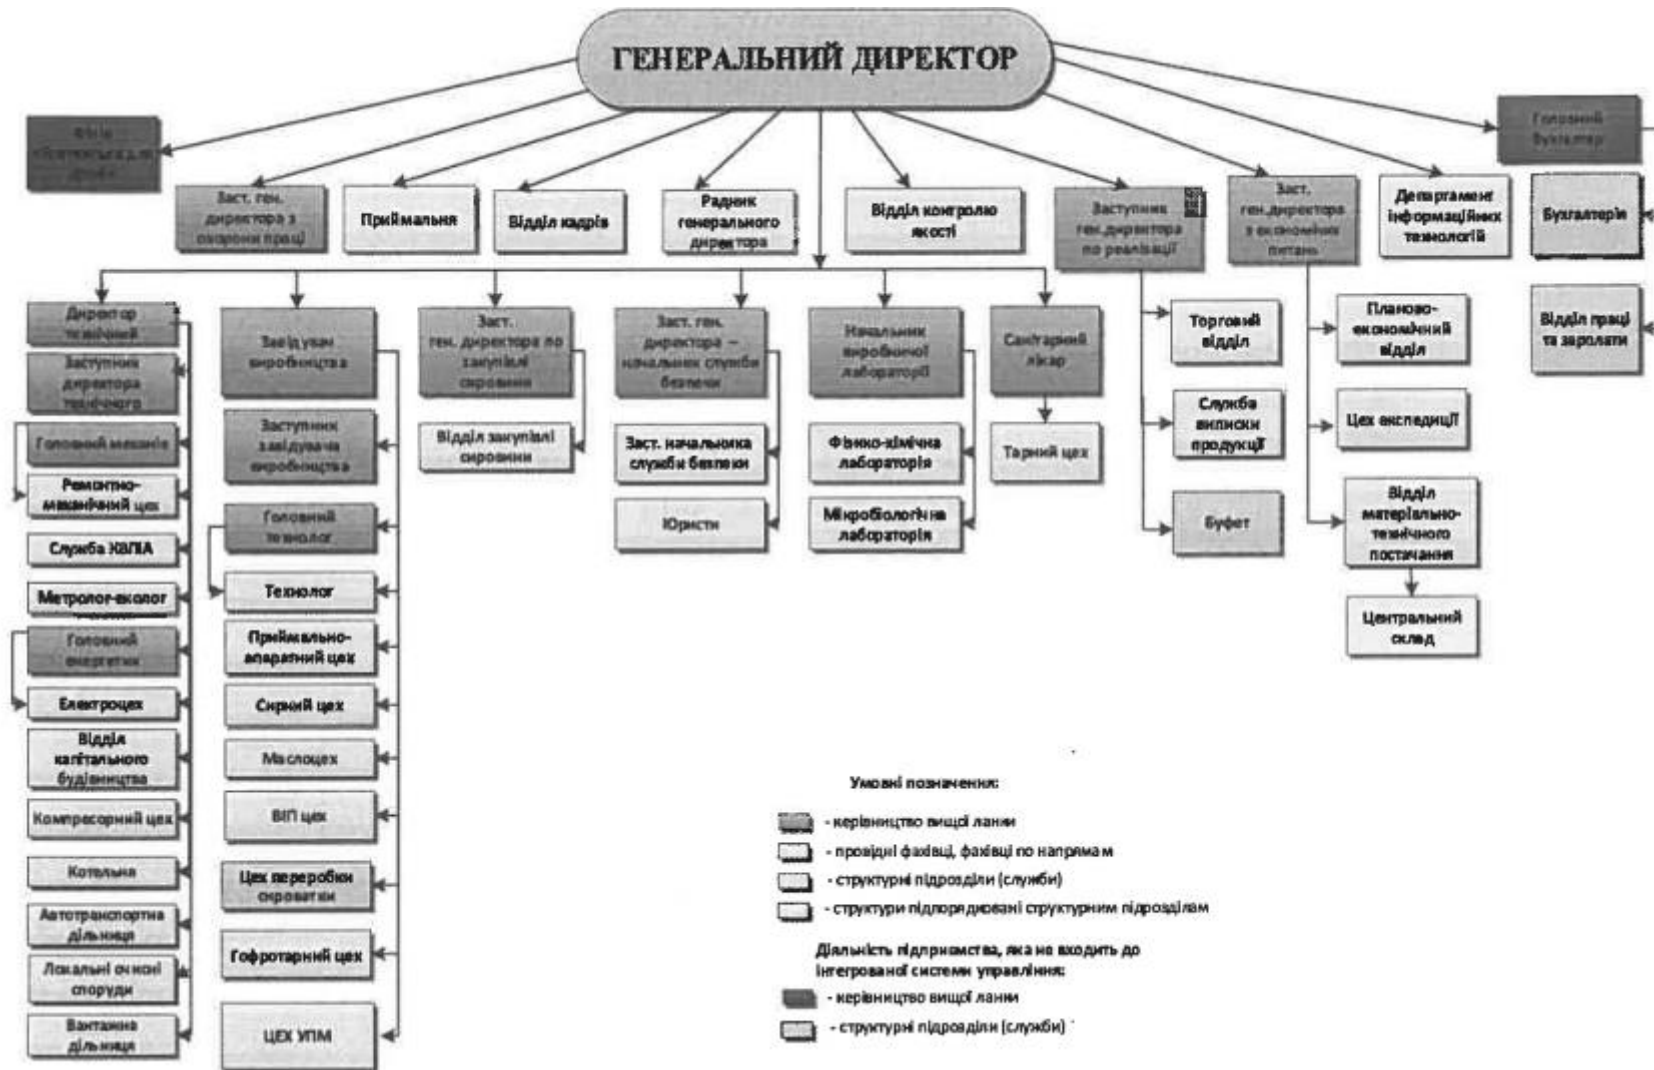 ГЕНЕРАЛЬНИЙ ДИРЕКТОР
Філія
Головний
бухгалтер
Заст. ген.
директора з
охорони праці
Приймальня
Відділ кадрів
Радник
генерального
директора
Відділ контролю
якості
Заступник
ген.директора
по реалізації
Заст.
ген.директора
з економічних
питань
Департамент
інформаційних
технологій
Бухгалтерія
Відділ праці
та зарплати
Директор
технічний
Заступник
директора
технічного
Головний механік
Ремонтно-
механічний цех
Служба КВПІА
Метролог-еколог
Головний
енергетик
Електроцех
Відділ
капітального
будівництва
Компресорний цех
Котельня
Автотранспортна
дільниця
Локальні очисні
споруди
Вантажна
дільниця
Завідувач
виробництва
Заступник
завідувача
виробництва
Головний
технолог
Технолог
Приймально-
апаратний цех
Сирний цех
Маслоцех
ВІП цех
Цех переробки
сироватки
Гофротарний цех
ЦЕХ УПМ
Заст.
ген. директора по
закупівлі
сировини
Відділ закупівлі
сировини
Заст. ген.
директора –
начальник служби
безпеки
Заст. начальника
служби безпеки
Юристи
Начальник
виробничої
лабораторії
Фізико-хімічна
лабораторія
Мікробіологічна
лабораторія
Санітарний
лікар
Тарний цех
Торговий
відділ
Служба
виписки
продукції
Буфет
Планово-
економічний
відділ
Цех експедиції
Відділ
матеріально-
технічного
постачання
Центральний
склад
Умовні позначення:
- керівництво вищої ланки
- провідні фахівці, фахівці по напрямам
- структурні підрозділи (служби)
- структури підпорядковані структурним підрозділам
Діяльність підприємства, яка не входить до
інтегрованої системи управління:
- керівництво вищої ланки
- структурні підрозділи (служби)